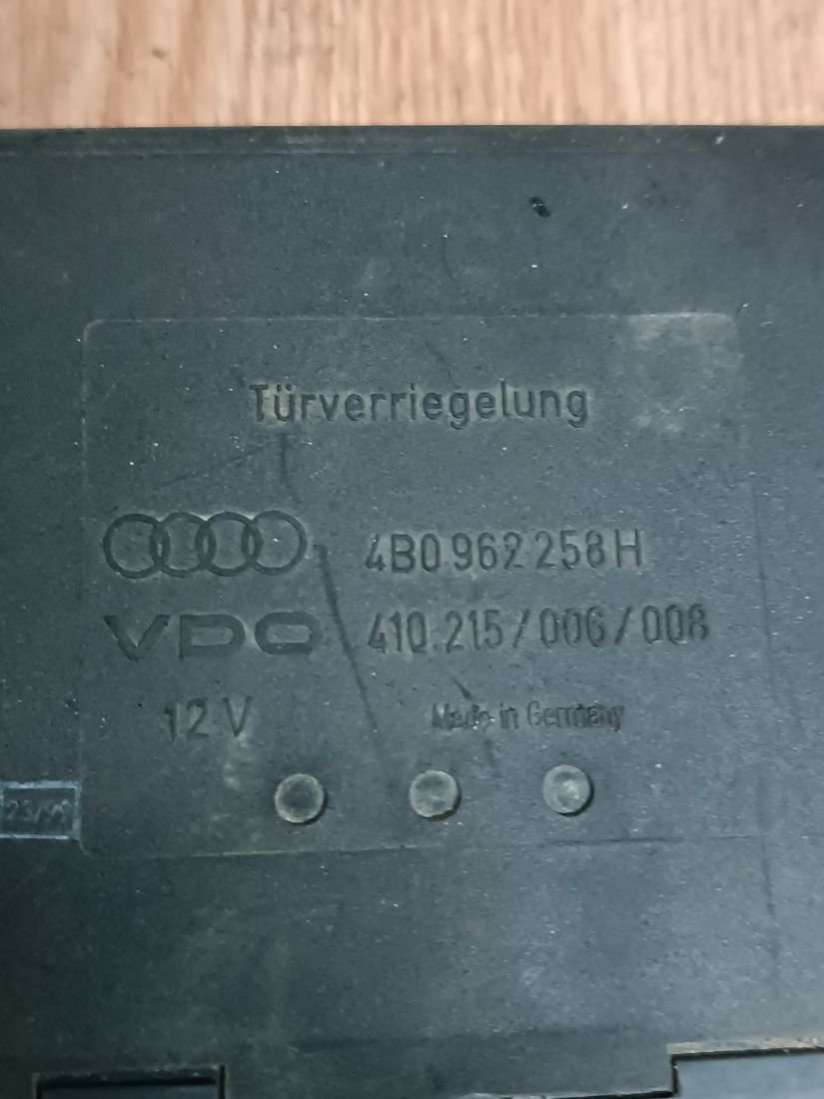 Türverriegelung
4B0 962 258 H
VDO 410.215/006/008
12 V Made in Germany